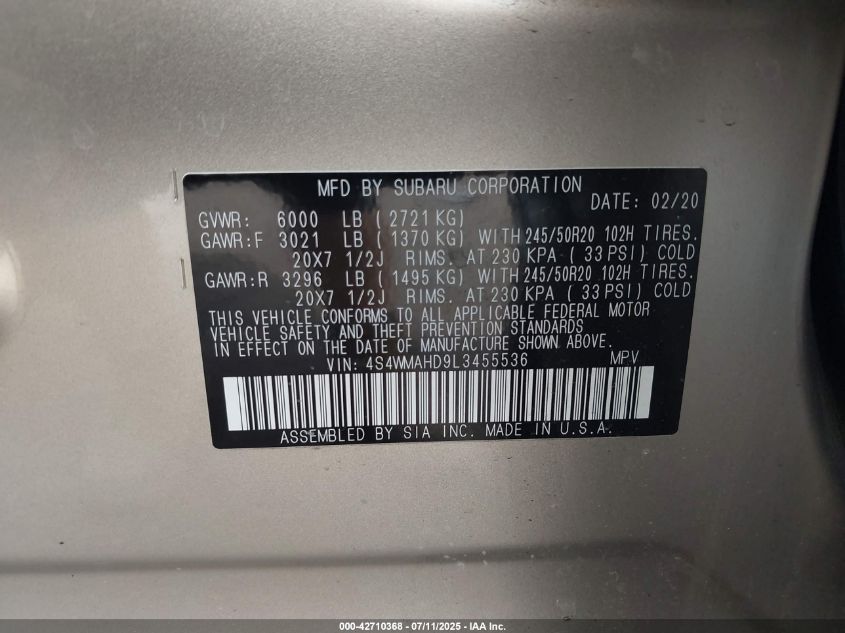 MFD BY SUBARU CORPORATION
DATE: 02/20
GVWR: 6000 LB ( 2721 KG)
GAWR:F 3021 LB ( 1370 KG) WITH 245/50R20 102H TIRES.
20X7 1/2J RIMS. AT 230 KPA ( 33 PSI) COLD
GAWR:R 3296 LB ( 1495 KG) WITH 245/50R20 102H TIRES.
20X7 1/2J RIMS. AT 230 KPA ( 33 PSI) COLD
THIS VEHICLE CONFORMS TO ALL APPLICABLE FEDERAL MOTOR
VEHICLE SAFETY AND THEFT PREVENTION STANDARDS
IN EFFECT ON THE DATE OF MANUFACTURE SHOWN ABOVE.
VIN: 4S4WMAHD9L3455536 MPV
ASSEMBLED BY SIA INC. MADE IN U.S.A.
000-42710368 - 07/11/2025 - IAA Inc.